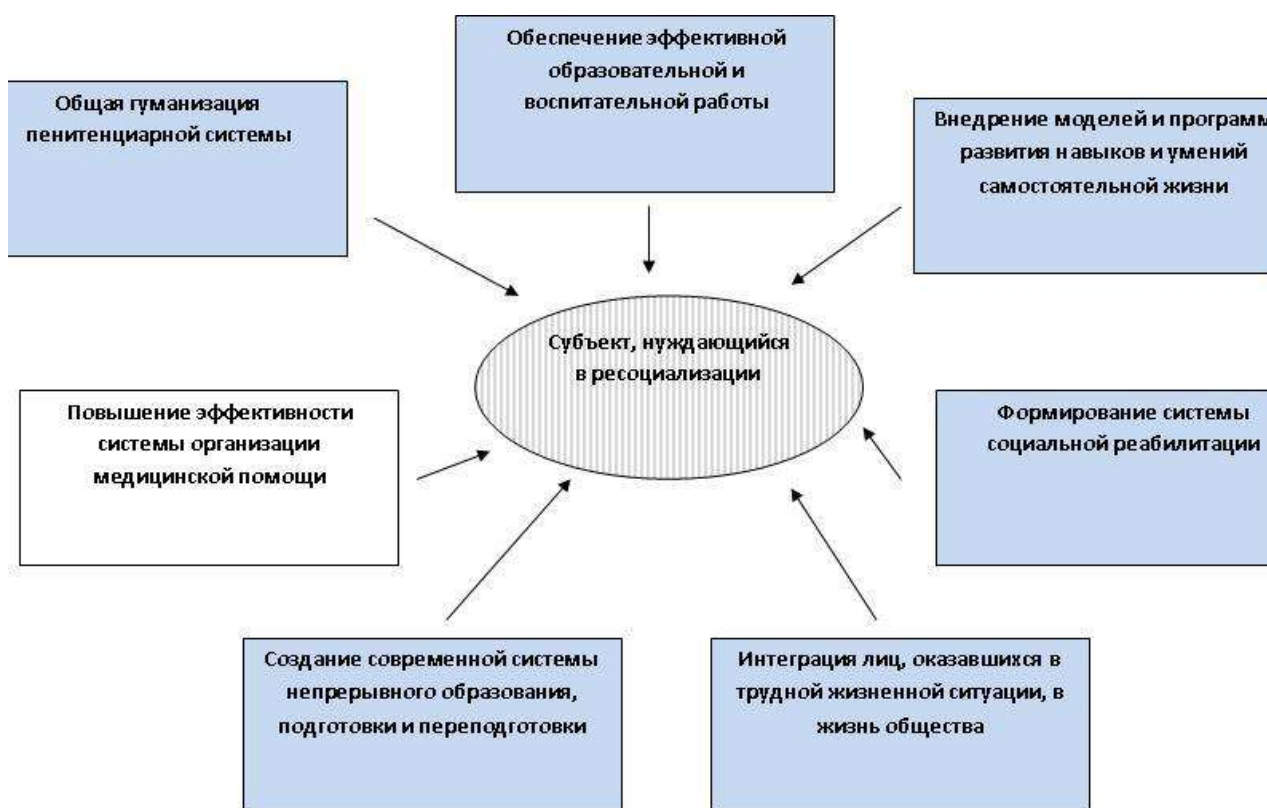 Обеспечение эффективной
образовательной и
воспитательной работы
Общая гуманизация
пенитенциарной системы
Внедрение моделей и программ
развития навыков и умений
самостоятельной жизни
Субъект, нуждающийся
в ресоциализации
Повышение эффективности
системы организации
медицинской помощи
Формирование системы
социальной реабилитации
Создание современной системы
непрерывного образования,
подготовки и переподготовки
Интеграция лиц, оказавшихся в
трудной жизненной ситуации, в
жизнь общества